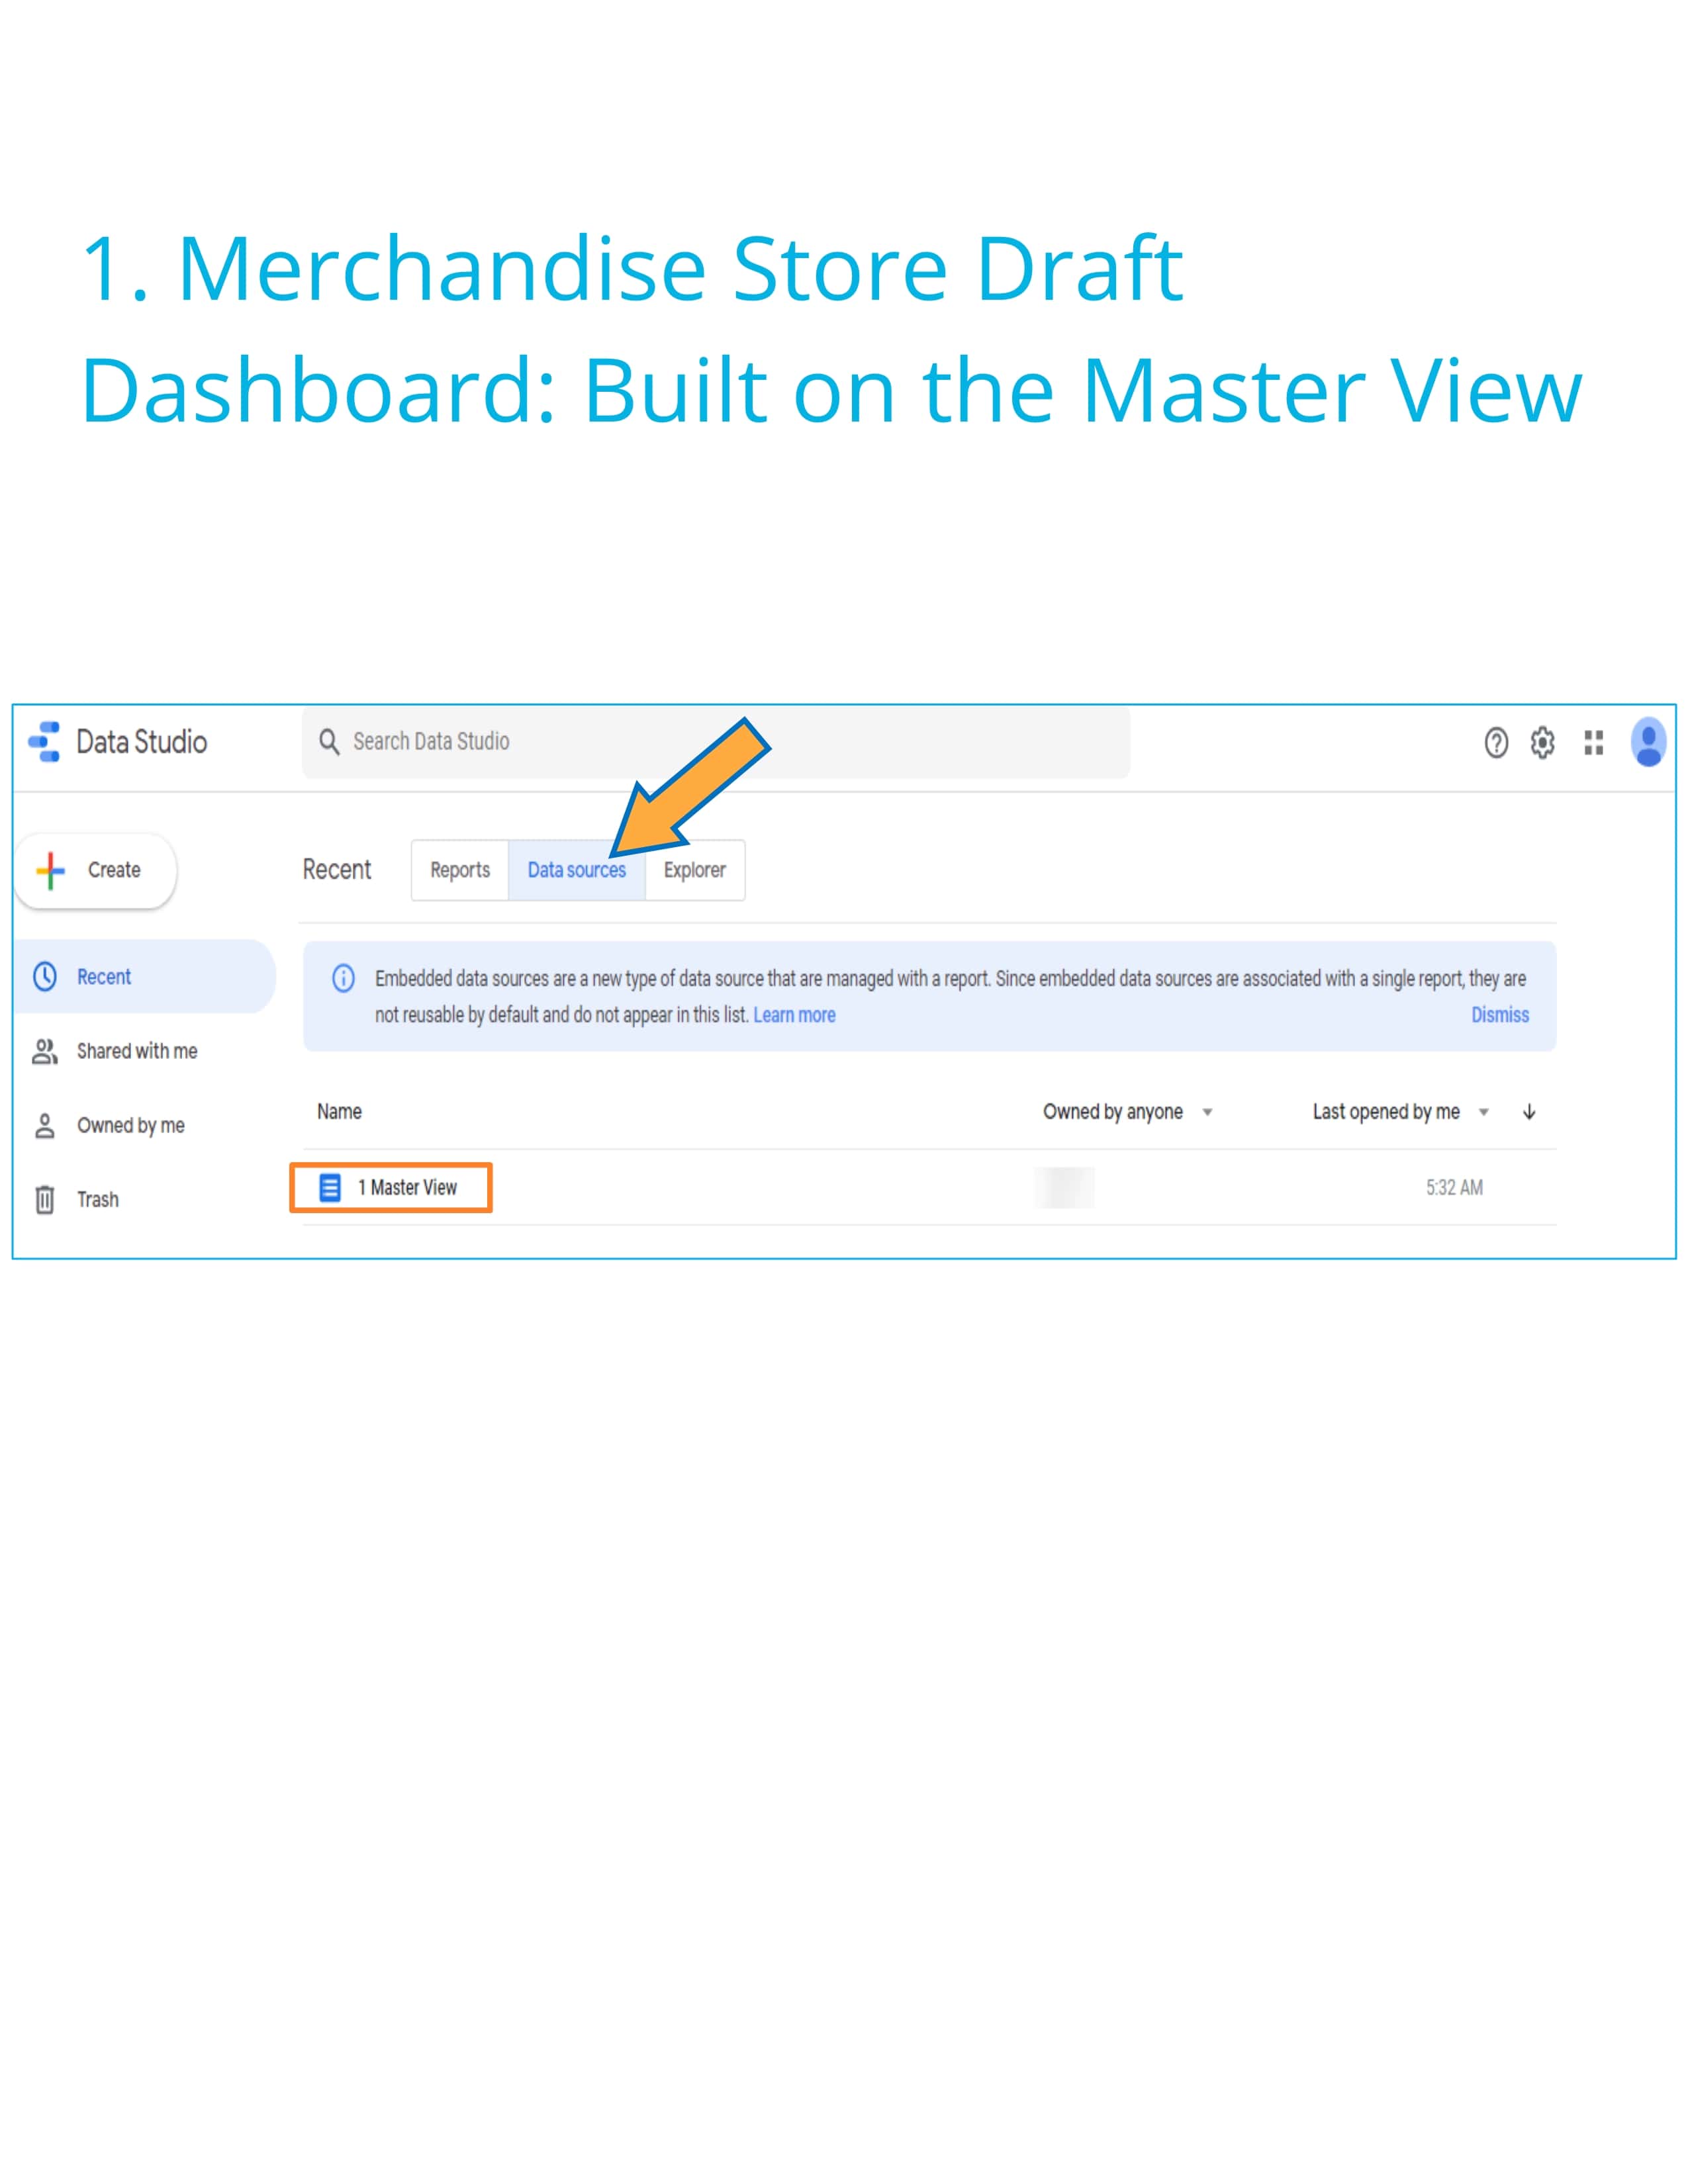 1. Merchandise Store Draft
Dashboard: Built on the Master View
Data Studio
Search Data Studio
Create
Recent
Reports
Data sources
Explorer
Recent
Shared with me
Owned by me
Trash
Embedded data sources are a new type of data source that are managed with a report. Since embedded data sources are associated with a single report, they are
not reusable by default and do not appear in this list. Learn more
Dismiss
Name
Owned by anyone
Last opened by me
1 Master View
5:32 AM